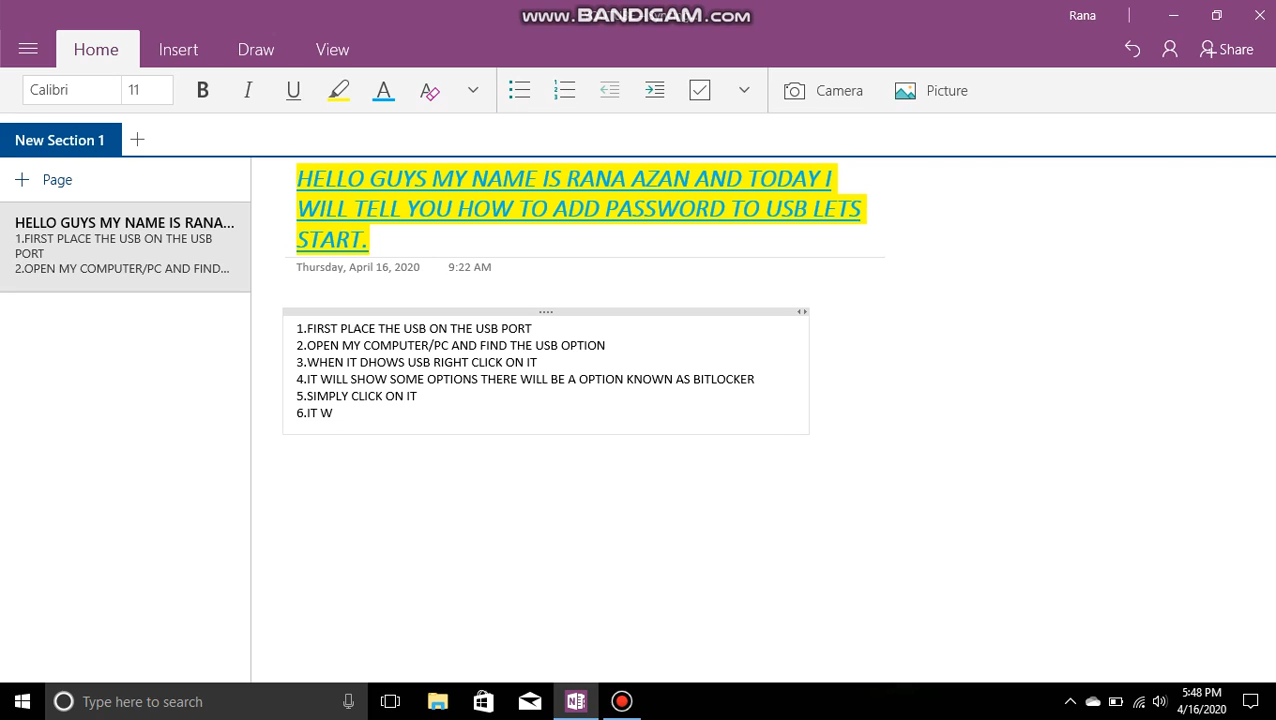 www.BANDICAM.com
Rana
Home Insert Draw View Share
Calibri 11 B I U A A Camera Picture
New Section 1
Page
HELLO GUYS MY NAME IS RANA...
1.FIRST PLACE THE USB ON THE USB
PORT
2.OPEN MY COMPUTER/PC AND FIND...
HELLO GUYS MY NAME IS RANA AZAN AND TODAY I
WILL TELL YOU HOW TO ADD PASSWORD TO USB LETS
START.
Thursday, April 16, 2020 9:22 AM
1.FIRST PLACE THE USB ON THE USB PORT
2.OPEN MY COMPUTER/PC AND FIND THE USB OPTION
3.WHEN IT DHOWS USB RIGHT CLICK ON IT
4.IT WILL SHOW SOME OPTIONS THERE WILL BE A OPTION KNOWN AS BITLOCKER
5.SIMPLY CLICK ON IT
6.IT W
Type here to search
5:48 PM
4/16/2020